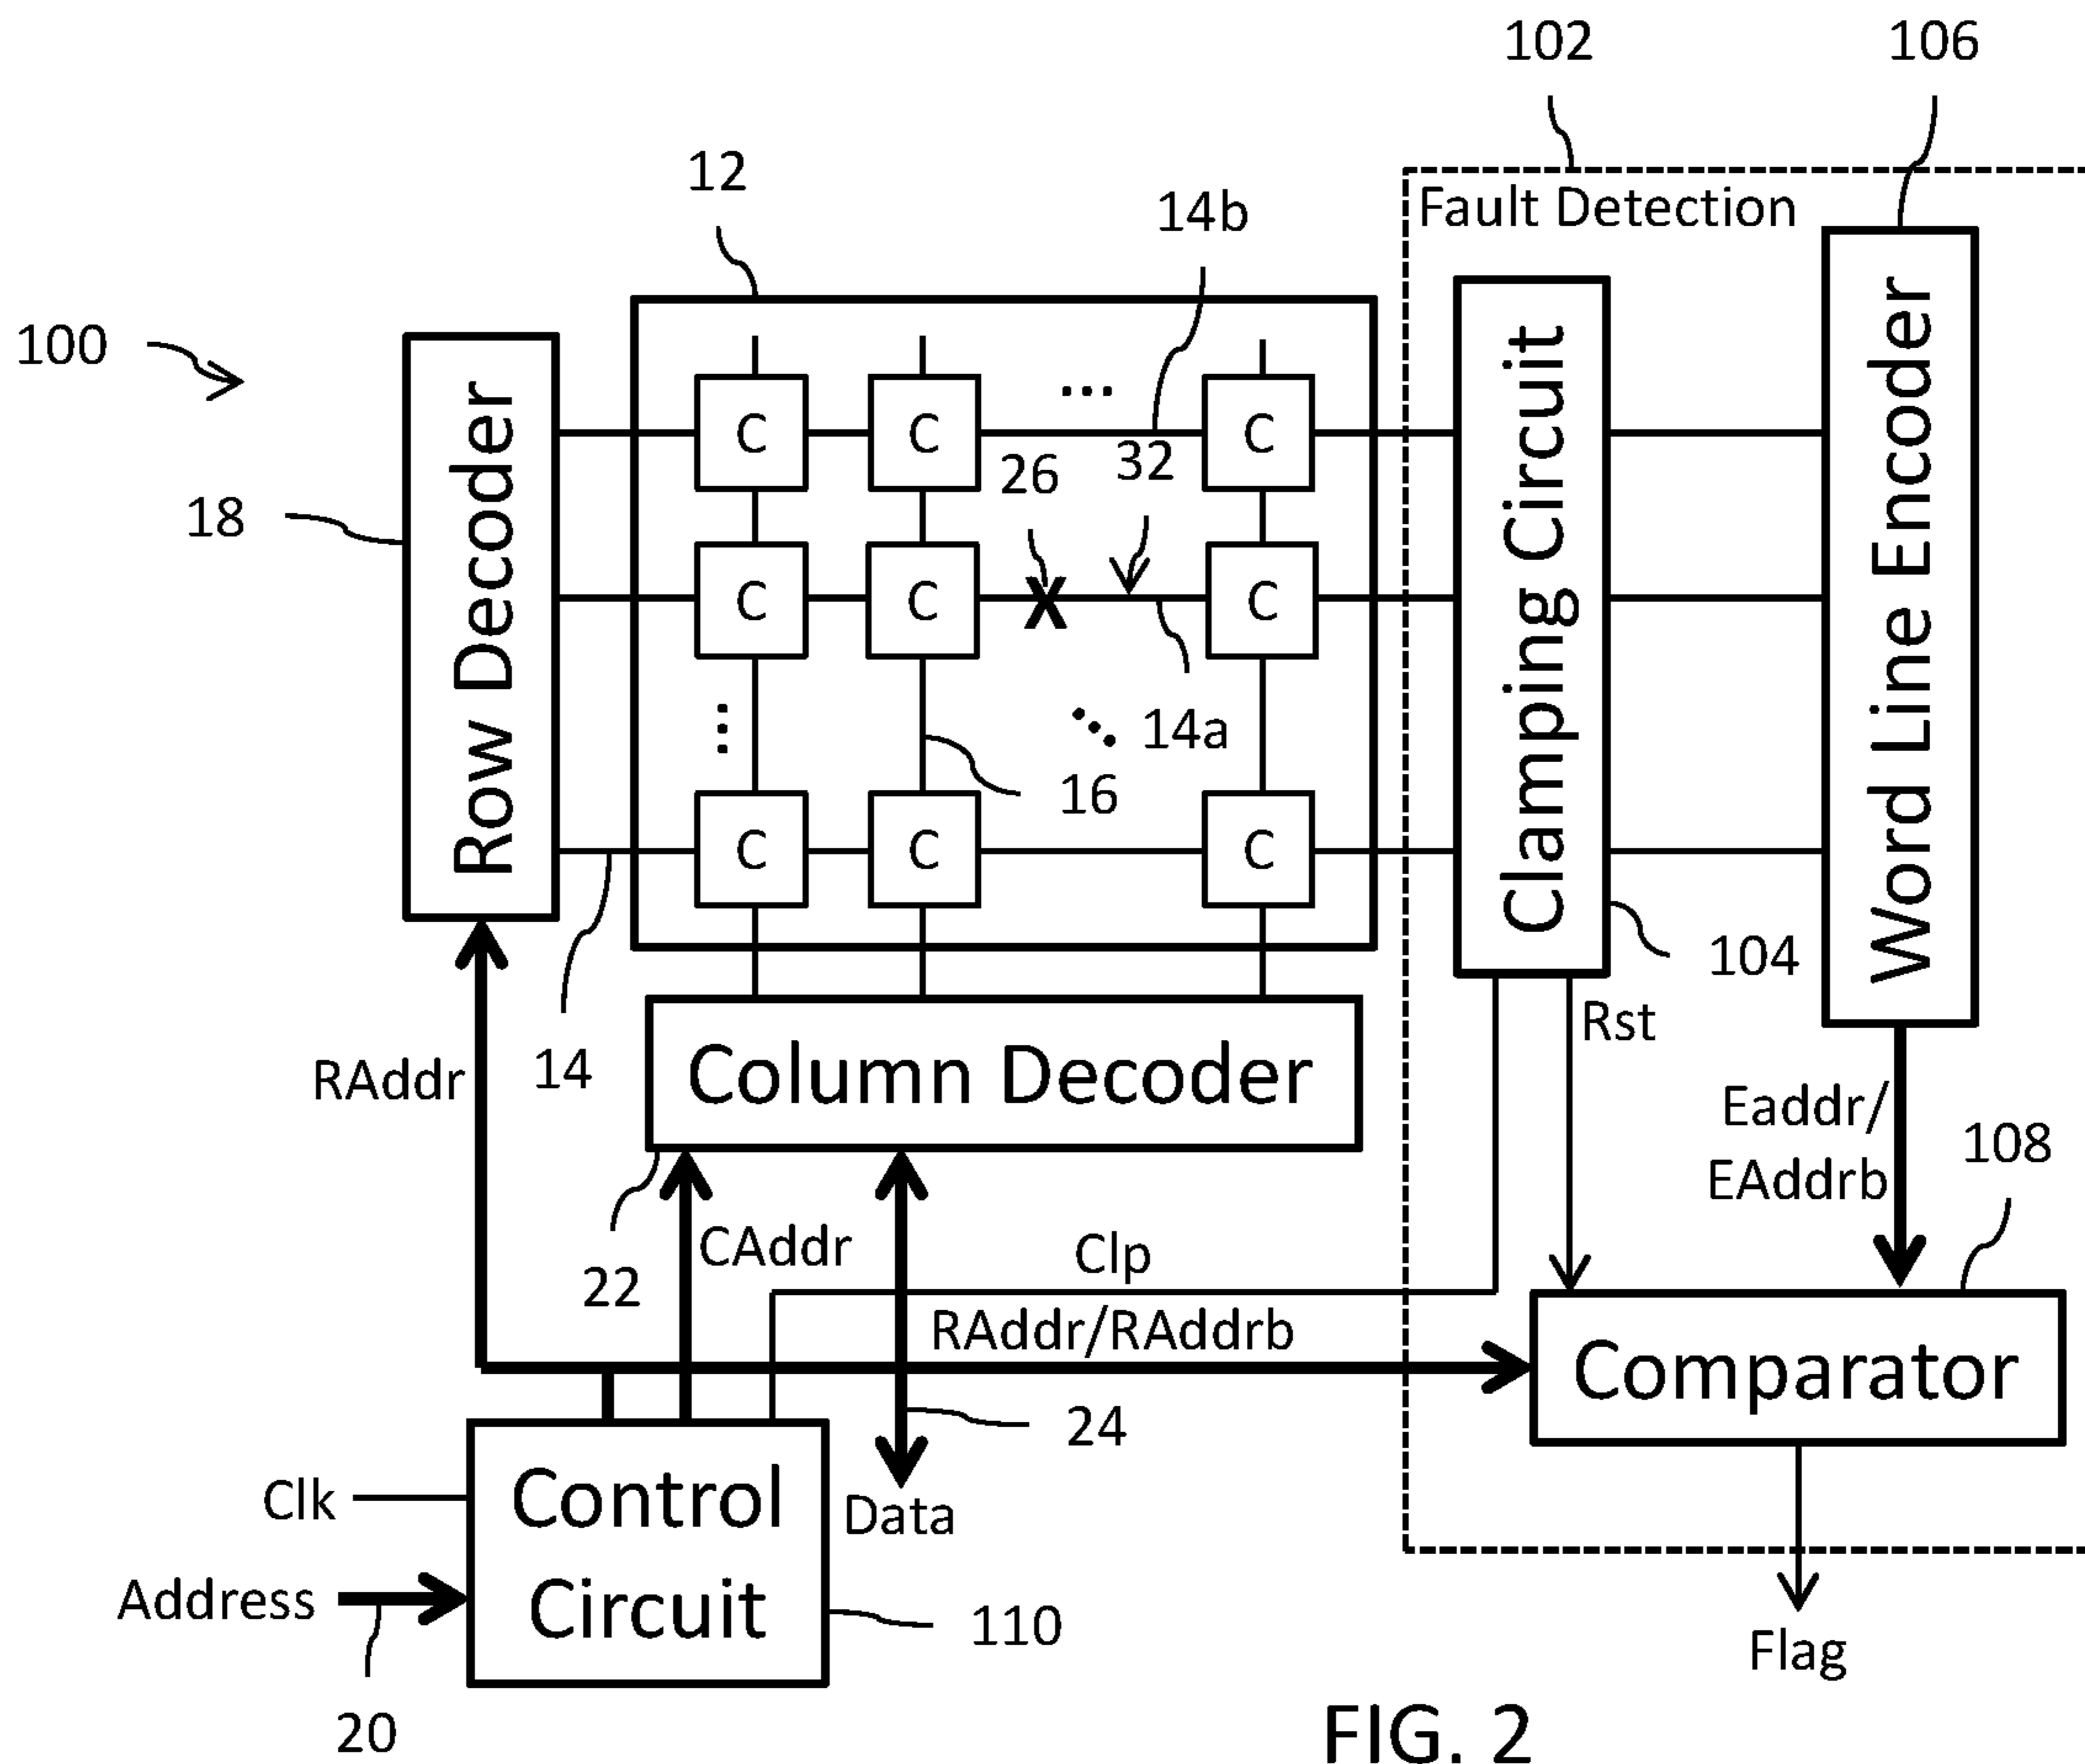 102
106
12
14b
Fault Detection
100
Row Decoder
C
C
...
C
Clamping Circuit
Word Line Encoder
26
32
18
C
C
X
C
...
...
14a
16
C
C
C
104
Rst
RAddr
14
Column Decoder
Eaddr/
EAddrb
108
22
CAddr
Clp
RAddr/RAddrb
Comparator
24
Clk
Control
Circuit
Data
Address
110
Flag
20
FIG. 2